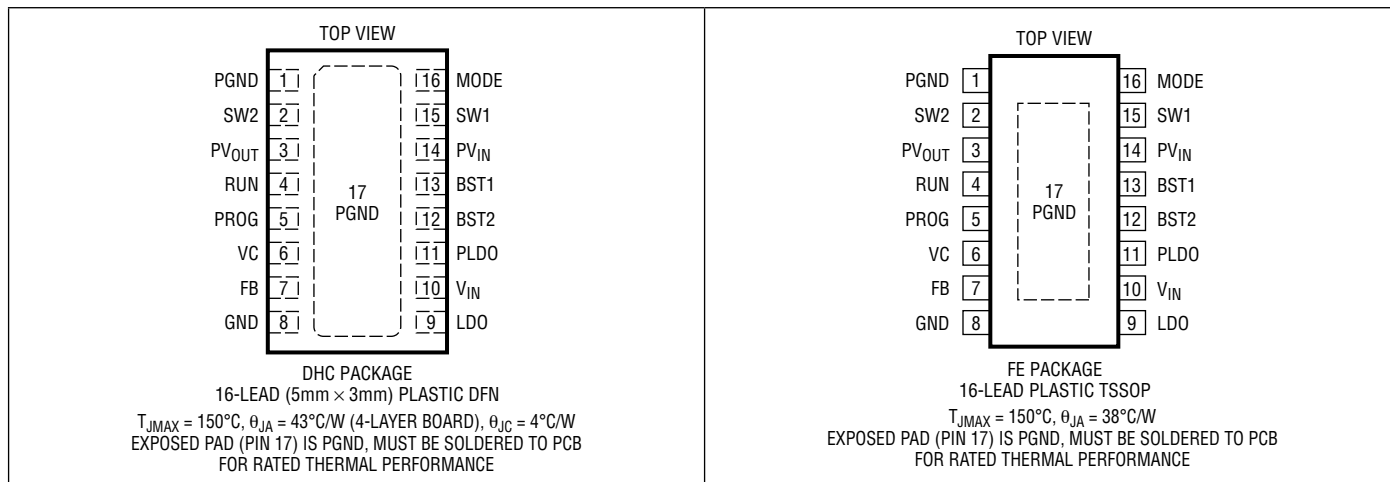 TOP VIEW
PGND 1
SW2 2
PVOUT 3
RUN 4
PROG 5
VC 6
FB 7
GND 8
17
PGND
16 MODE
15 SW1
14 PVIN
13 BST1
12 BST2
11 PLDO
10 VIN
9 LDO
DHC PACKAGE
16-LEAD (5mm × 3mm) PLASTIC DFN
TJMAX = 150°C, θJA = 43°C/W (4-LAYER BOARD), θJC = 4°C/W
EXPOSED PAD (PIN 17) IS PGND, MUST BE SOLDERED TO PCB
FOR RATED THERMAL PERFORMANCE
TOP VIEW
PGND 1
SW2 2
PVOUT 3
RUN 4
PROG 5
VC 6
FB 7
GND 8
17
PGND
16 MODE
15 SW1
14 PVIN
13 BST1
12 BST2
11 PLDO
10 VIN
9 LDO
FE PACKAGE
16-LEAD PLASTIC TSSOP
TJMAX = 150°C, θJA = 38°C/W
EXPOSED PAD (PIN 17) IS PGND, MUST BE SOLDERED TO PCB
FOR RATED THERMAL PERFORMANCE